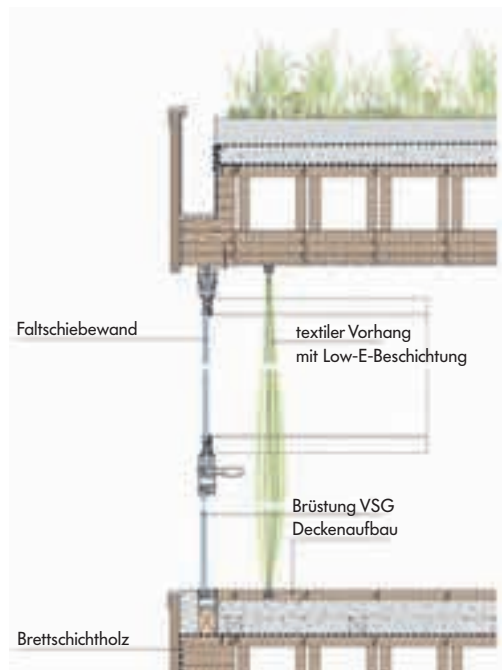 Faltschiebewand
textiler Vorhang
mit Low-E-Beschichtung
Brüstung VSG
Deckenaufbau
Brettschichtholz